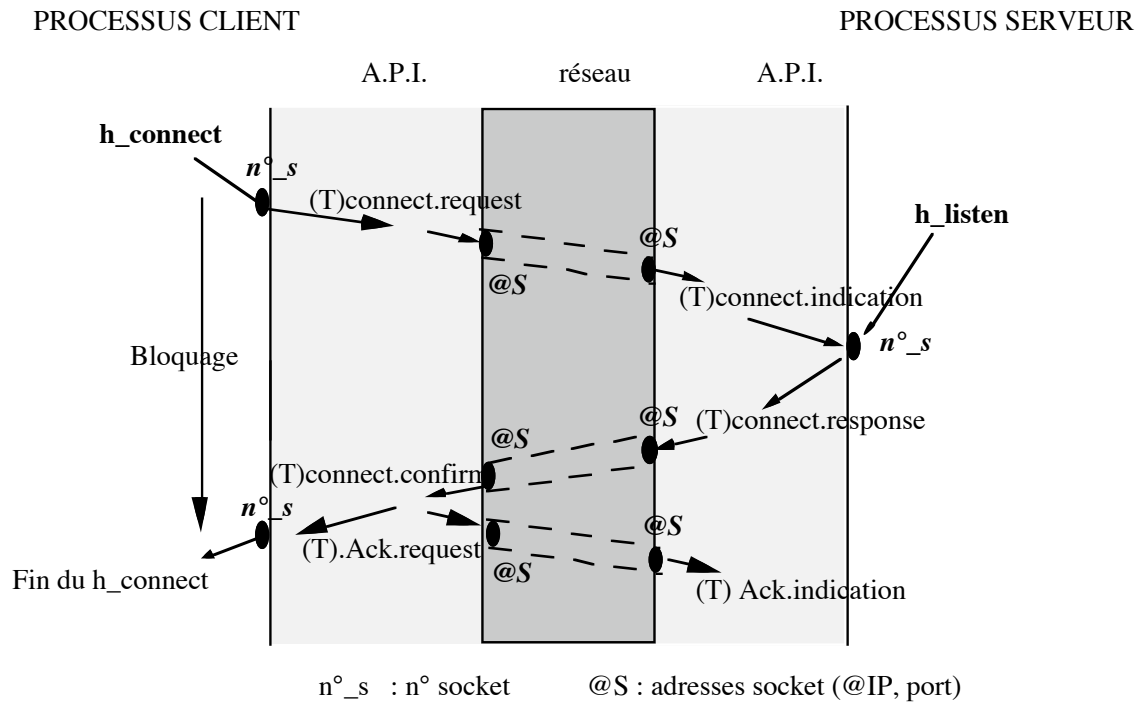 PROCESSUS CLIENT
PROCESSUS SERVEUR
A.P.I.
réseau
A.P.I.
h_connect
n°_s
(T)connect.request
h_listen
@S
@S
(T)connect.indication
n°_s
Bloquage
@S
(T)connect.response
@S
(T)connect.confirm
n°_s
@S
(T).Ack.request
@S
Fin du h_connect
(T) Ack.indication
n°_s : n° socket
@S : adresses socket (@IP, port)